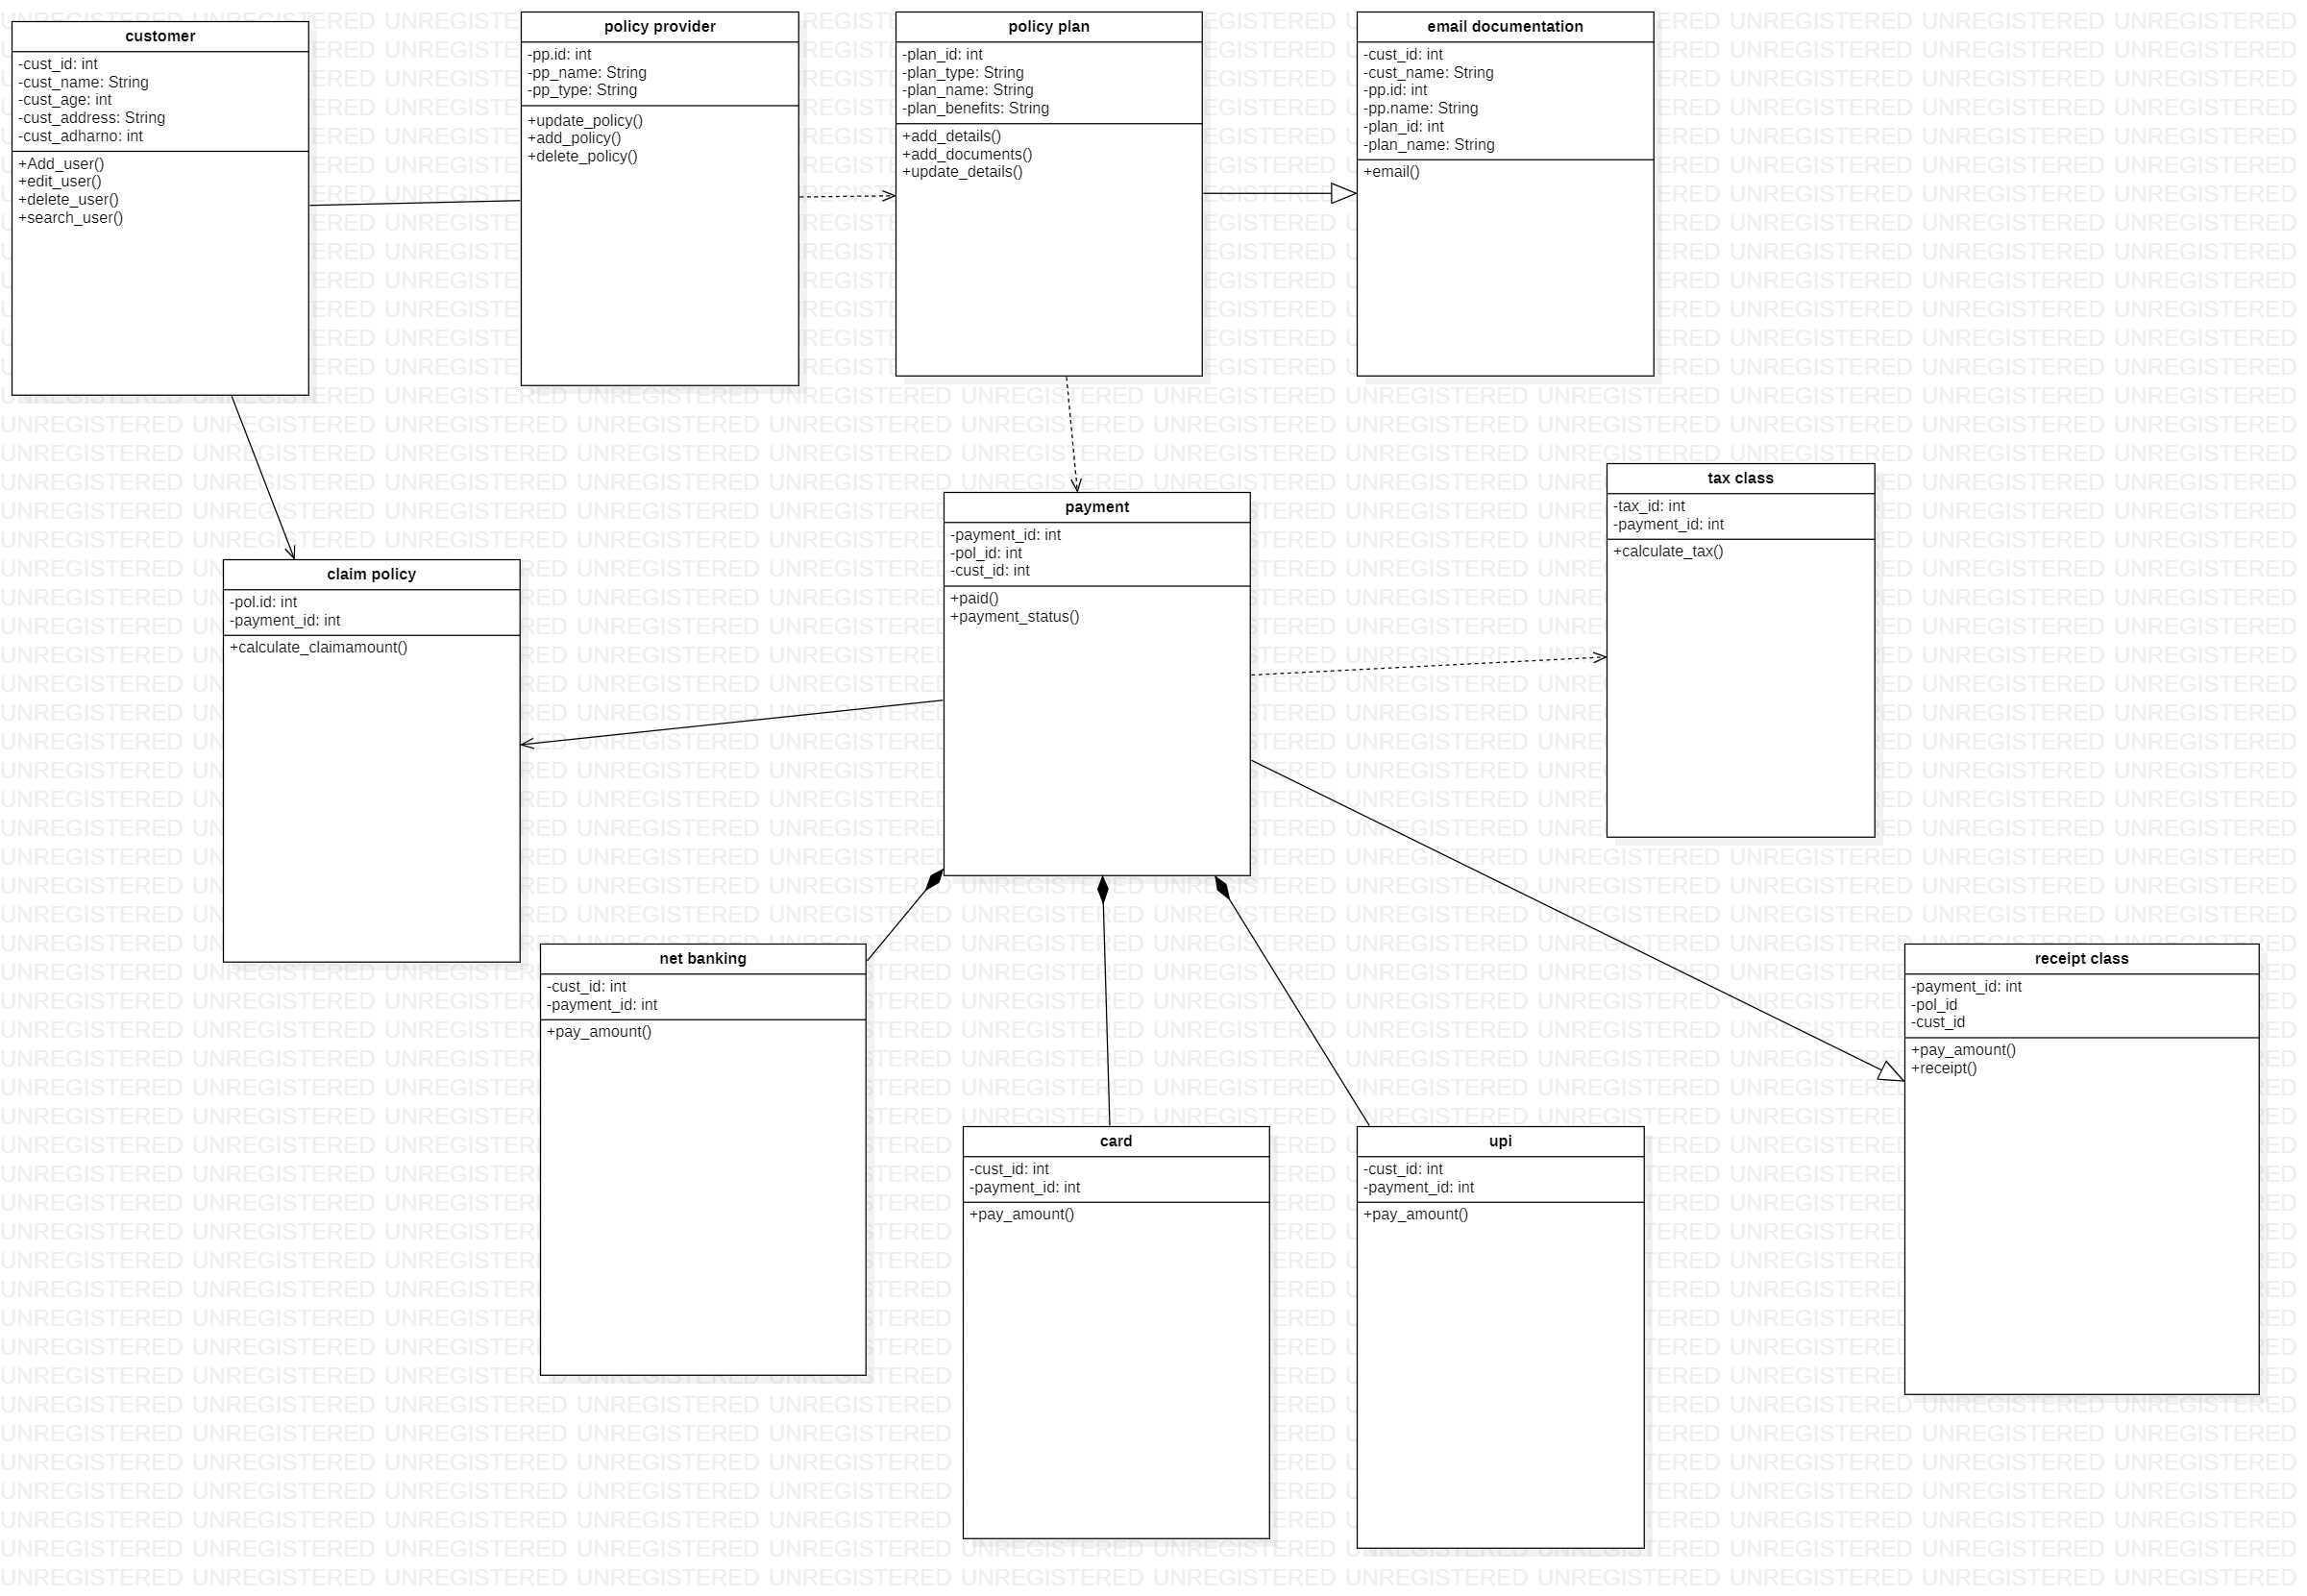 customer
-cust_id: int
-cust_name: String
-cust_age: int
-cust_address: String
-cust_adharno: int
+Add_user()
+edit_user()
+delete_user()
+search_user()
policy provider
-pp.id: int
-pp_name: String
-pp_type: String
+update_policy()
+add_policy()
+delete_policy()
policy plan
-plan_id: int
-plan_type: String
-plan_name: String
-plan_benefits: String
+add_details()
+add_documents()
+update_details()
email documentation
-cust_id: int
-cust_name: String
-pp.id: int
-pp.name: String
-plan_id: int
-plan_name: String
+email()
claim policy
-pol.id: int
-payment_id: int
+calculate_claimamount()
payment
-payment_id: int
-pol_id: int
-cust_id: int
+paid()
+payment_status()
tax class
-tax_id: int
-payment_id: int
+calculate_tax()
net banking
-cust_id: int
-payment_id: int
+pay_amount()
card
-cust_id: int
-payment_id: int
+pay_amount()
upi
-cust_id: int
-payment_id: int
+pay_amount()
receipt class
-payment_id: int
-pol_id
-cust_id
+pay_amount()
+receipt()
UNREGISTERED